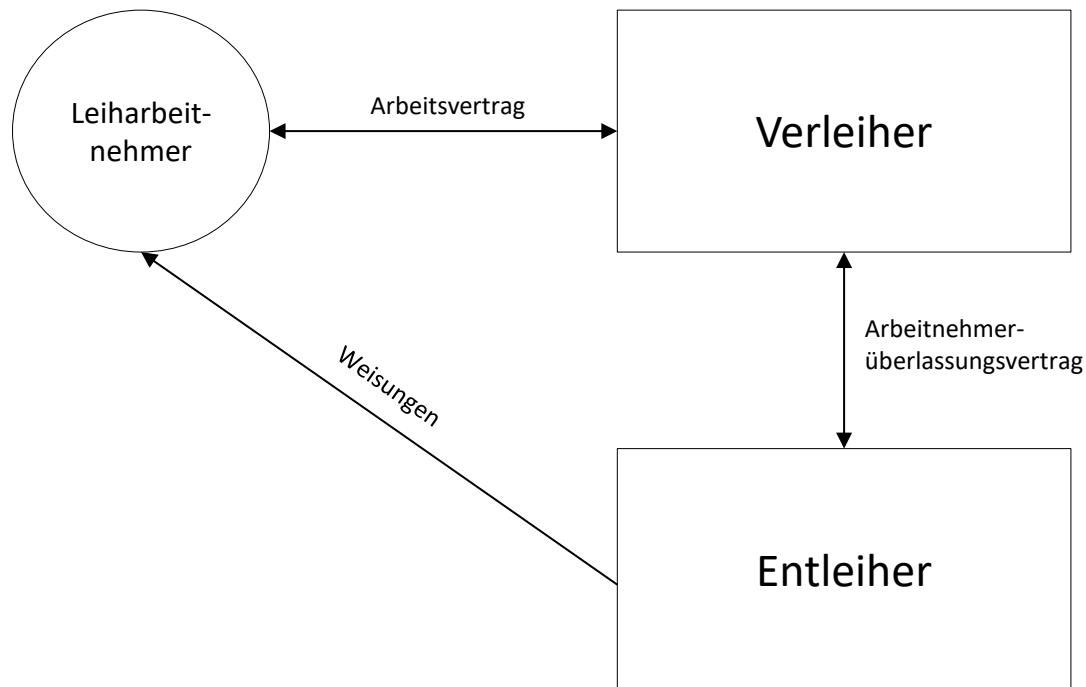 Leiharbeit-
nehmer
Arbeitsvertrag
Verleiher
Arbeitnehmer-
überlassungsvertrag
Weisungen
Entleiher